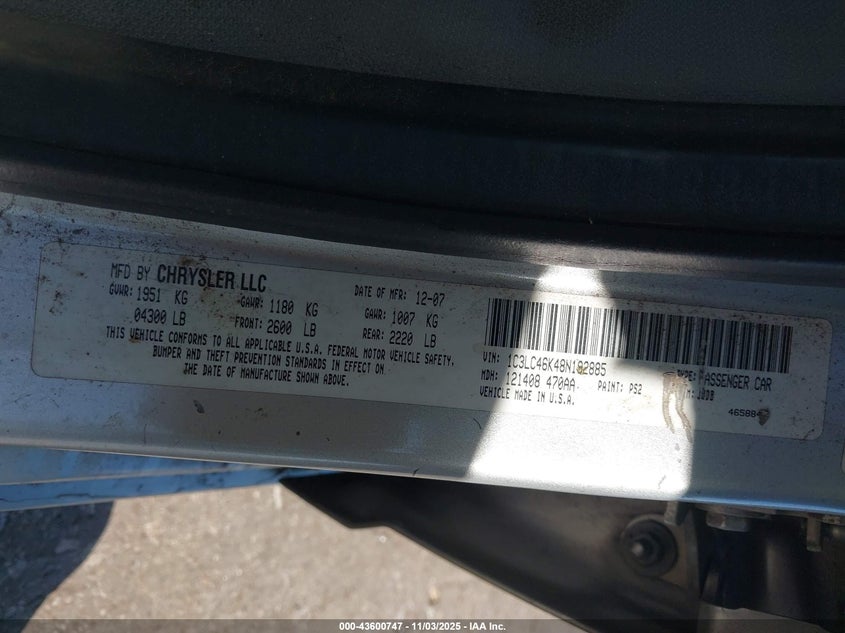 MFD BY CHRYSLER LLC
DATE OF MFR: 12-07
GVWR: 1951 KG
GAWR: 1180 KG
GAWR: 1007 KG
04300 LB
FRONT: 2600 LB
REAR: 2220 LB
THIS VEHICLE CONFORMS TO ALL APPLICABLE U.S.A. FEDERAL MOTOR VEHICLE SAFETY,
BUMPER AND THEFT PREVENTION STANDARDS IN EFFECT ON
THE DATE OF MANUFACTURE SHOWN ABOVE.
VIN: 1C3LC46K48N182885
TYPE: PASSENGER CAR
MDH: 121408 470AA
PAINT: PS2
VEHICLE MADE IN U.S.A.
000-43600747 - 11/03/2025 - IAA Inc.